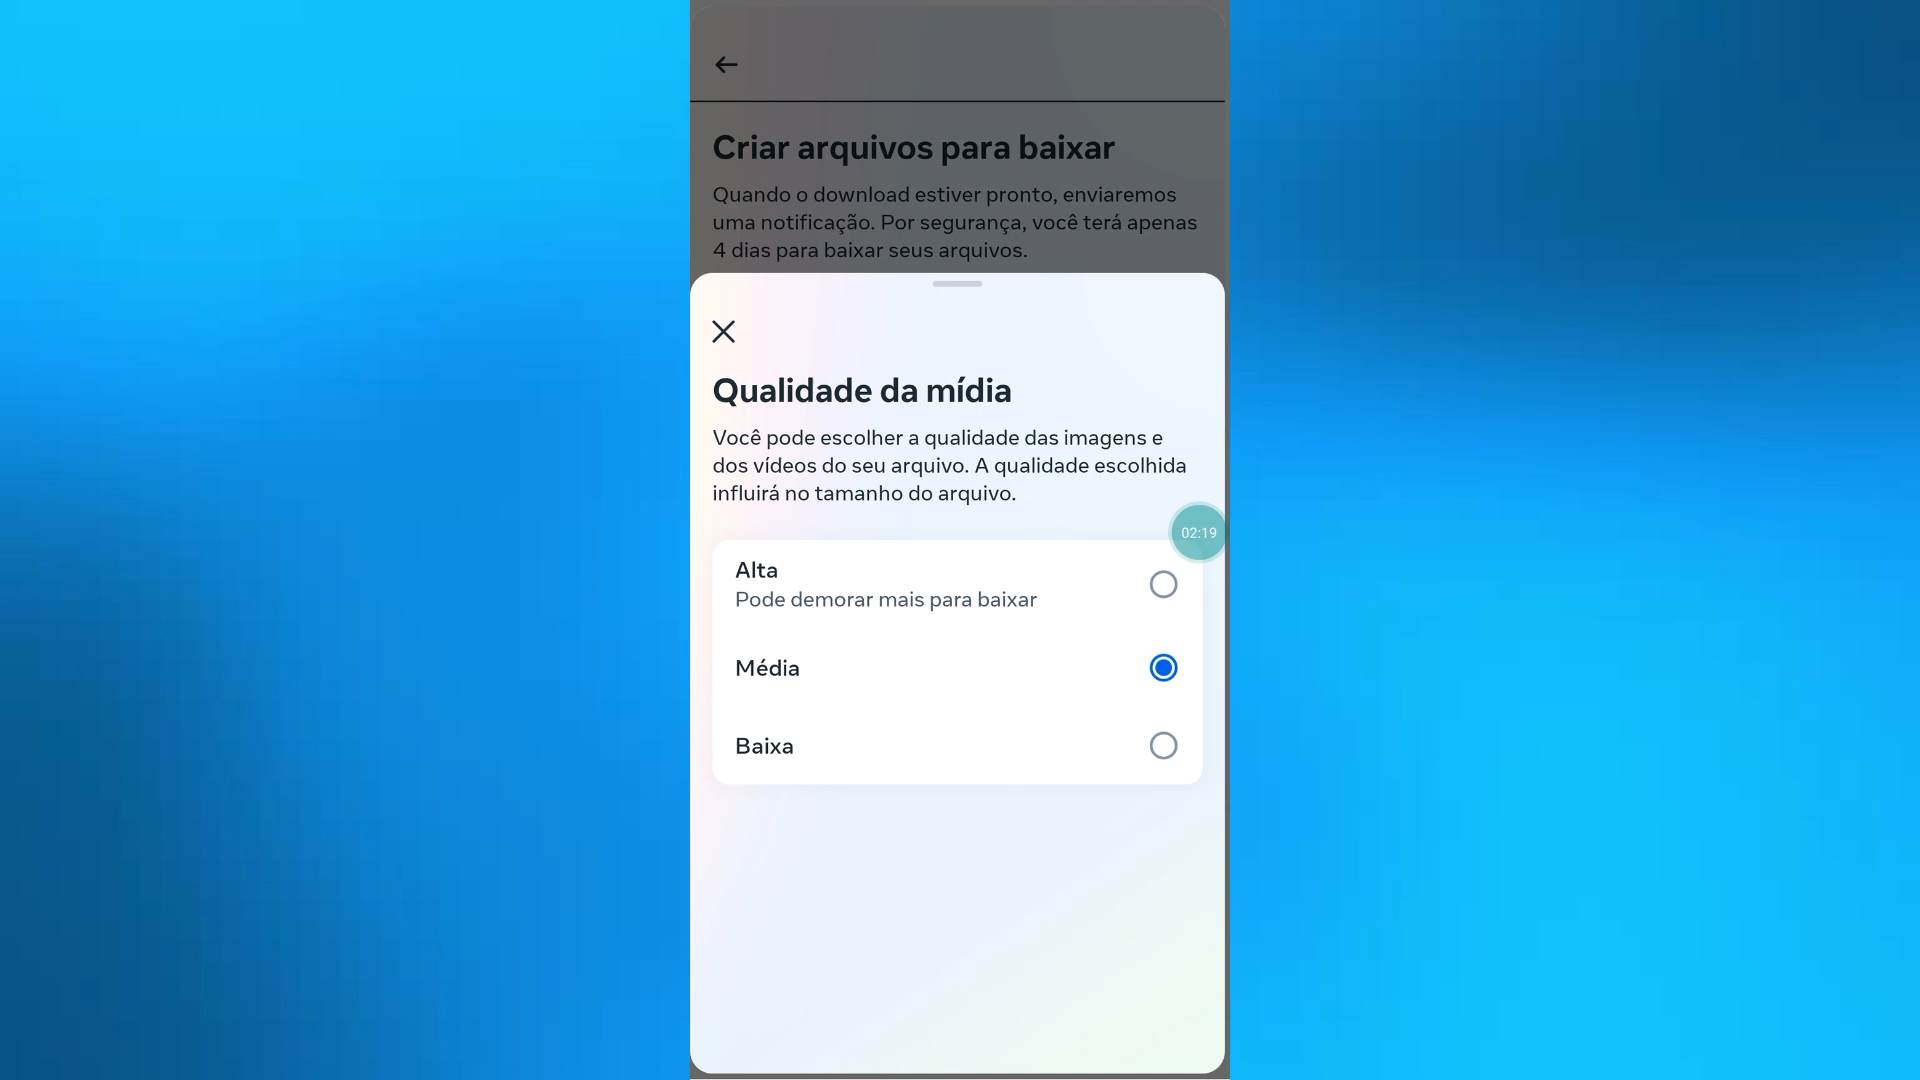 Criar arquivos para baixar
Quando o download estiver pronto, enviaremos
uma notificação. Por segurança, você terá apenas
4 dias para baixar seus arquivos.
Qualidade da mídia
Você pode escolher a qualidade das imagens e
dos vídeos do seu arquivo. A qualidade escolhida
influirá no tamanho do arquivo.
02:19
Alta
Pode demorar mais para baixar
Média
Baixa